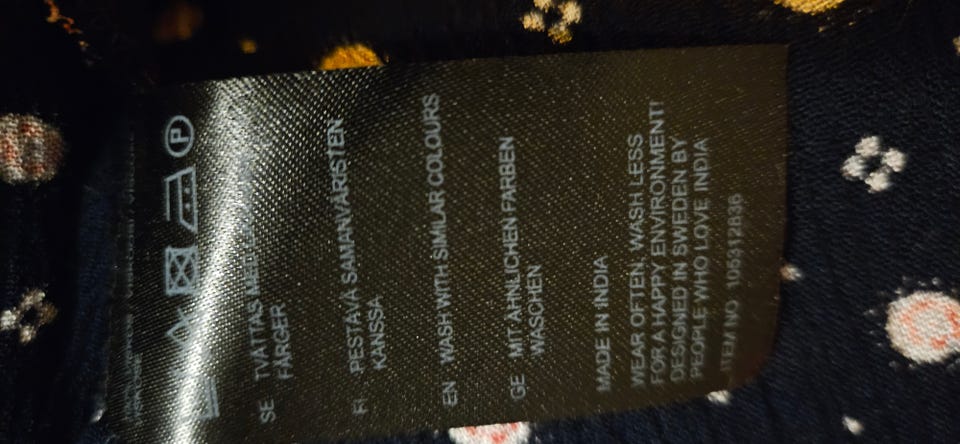 P
SE TVÄTTAS MED LIKNANDE
FÄRGER
FI PESTÄVÄ SAMANVÄRISTEN
KANSSA
EN WASH WITH SIMILAR COLOURS
GE MIT ÄHNLICHEN FARBEN
WASCHEN
MADE IN INDIA
WEAR OFTEN, WASH LESS
FOR A HAPPY ENVIRONMENT!
DESIGNED IN SWEDEN BY
PEOPLE WHO LOVE INDIA
ITEM NO 105312836